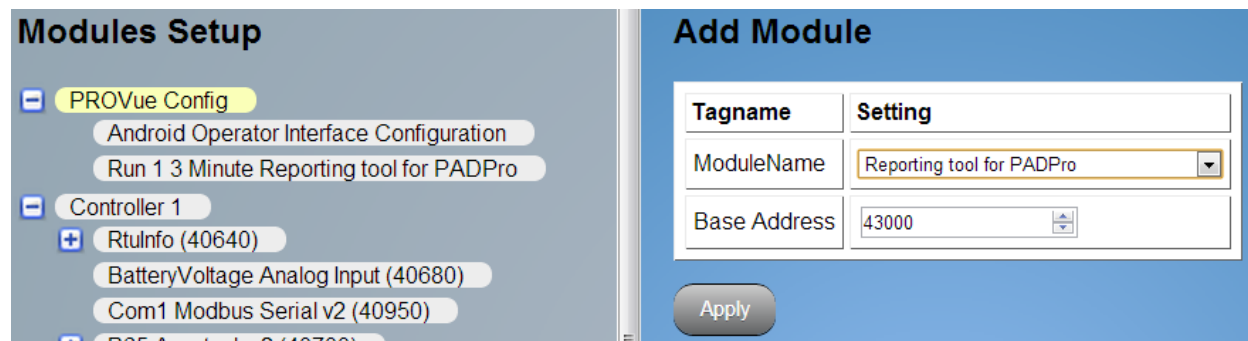 Modules Setup
PROVue Config
Android Operator Interface Configuration
Run 1 3 Minute Reporting tool for PADPro
Controller 1
RtuInfo (40640)
BatteryVoltage Analog Input (40680)
Com1 Modbus Serial v2 (40950)
Add Module
Tagname Setting
ModuleName Reporting tool for PADPro
Base Address 43000
Apply